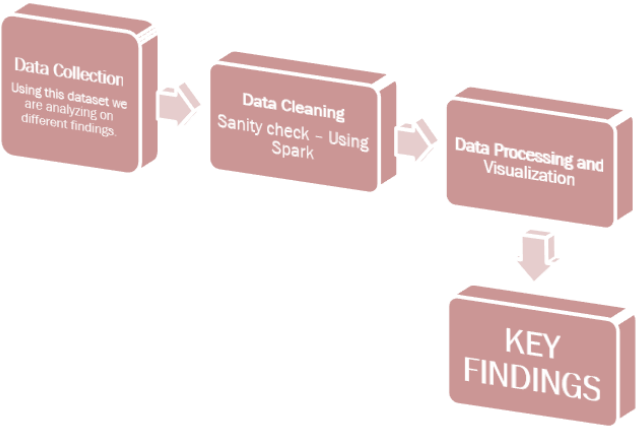 Data Collection
Using this dataset we
are analyzing on
different findings.
Data Cleaning
Sanity check – Using
Spark
Data Processing and
Visualization
KEY
FINDINGS